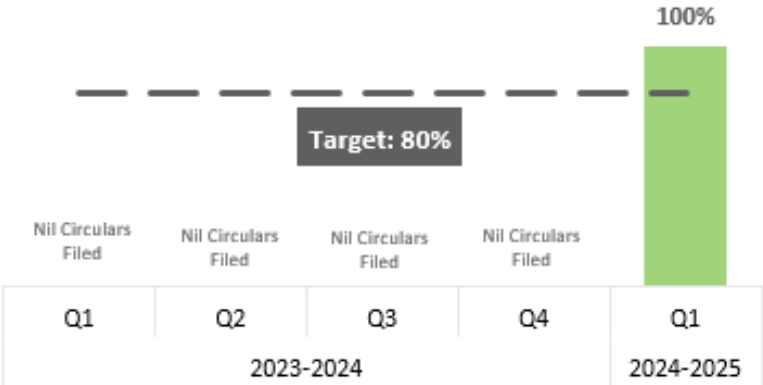 100%
Target: 80%
Nil Circulars
Filed
Nil Circulars
Filed
Nil Circulars
Filed
Nil Circulars
Filed
Q1 Q2 Q3 Q4 Q1
2023-2024 2024-2025